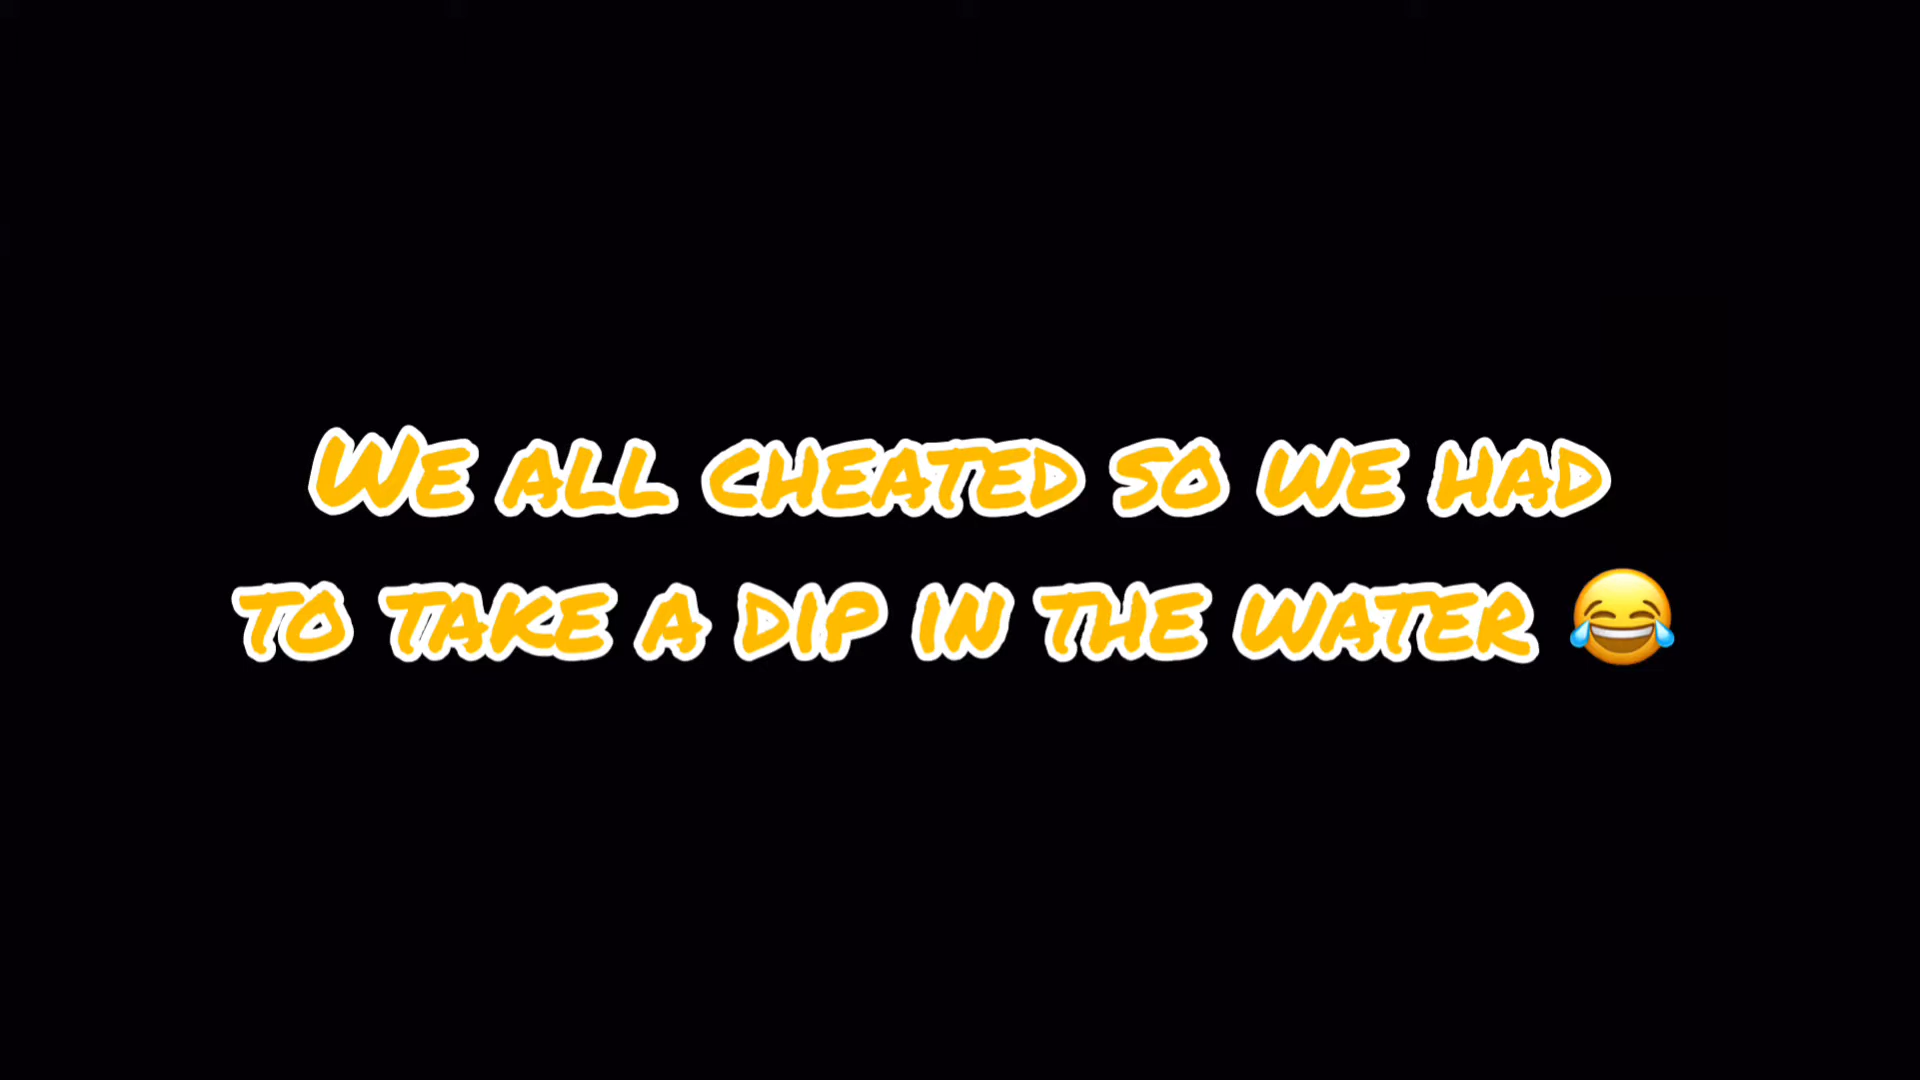 We all cheated so we had
to take a dip in the water 😂